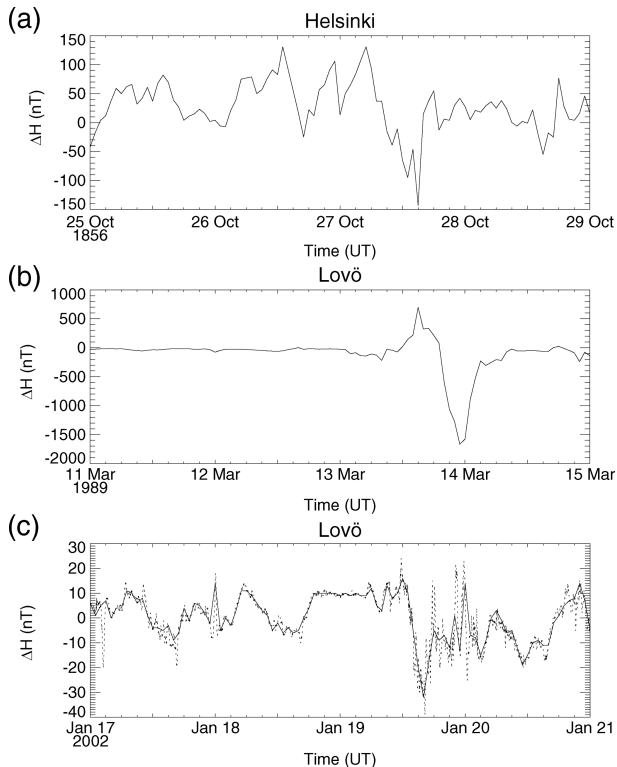 (a)
Helsinki
ΔH (nT)
150
100
50
0
-50
-100
-150
25 Oct 26 Oct 27 Oct 28 Oct 29 Oct
1856
Time (UT)
(b)
Lovö
ΔH (nT)
1000
500
0
-500
-1000
-1500
-2000
11 Mar 12 Mar 13 Mar 14 Mar 15 Mar
1989
Time (UT)
(c)
Lovö
ΔH (nT)
30
20
10
0
-10
-20
-30
-40
Jan 17 Jan 18 Jan 19 Jan 20 Jan 21
2002
Time (UT)